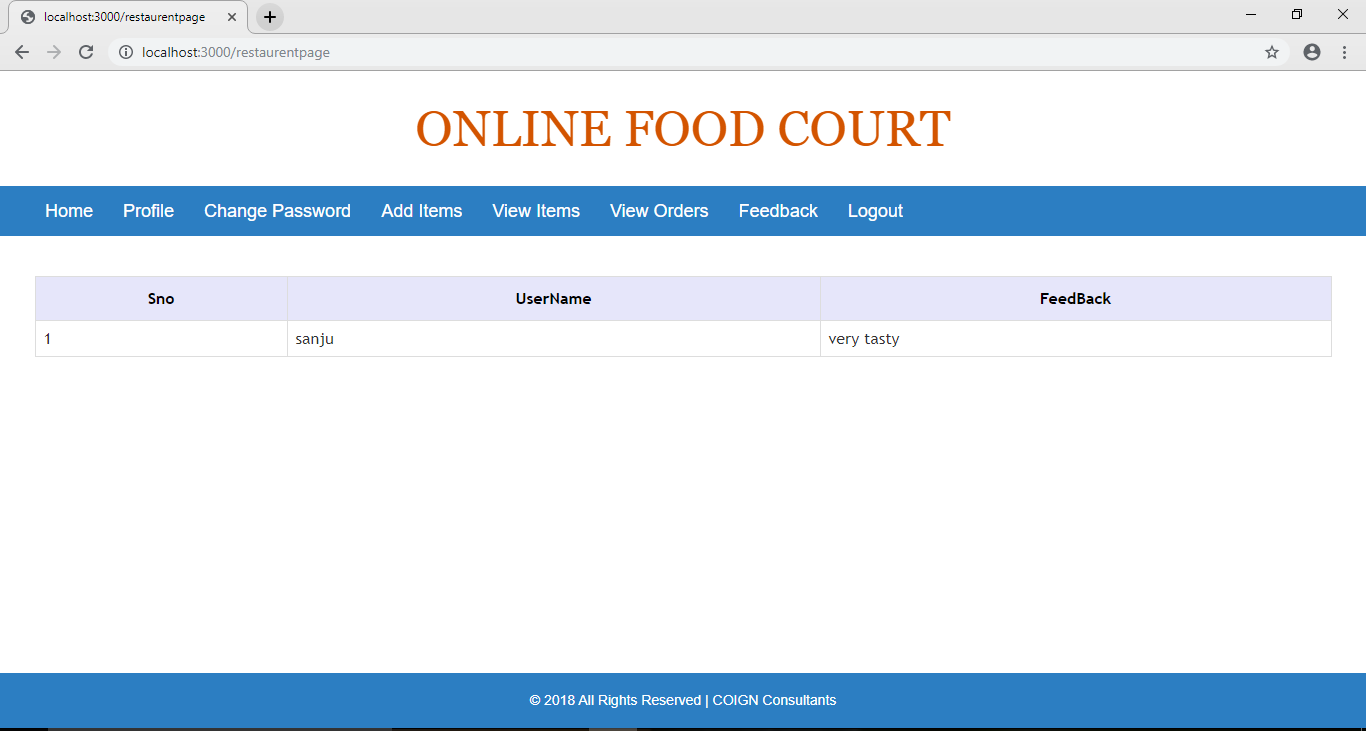 localhost:3000/restaurentpage
localhost:3000/restaurentpage
ONLINE FOOD COURT
Home Profile Change Password Add Items View Items View Orders Feedback Logout
Sno UserName FeedBack
1 sanju very tasty
© 2018 All Rights Reserved | COIGN Consultants